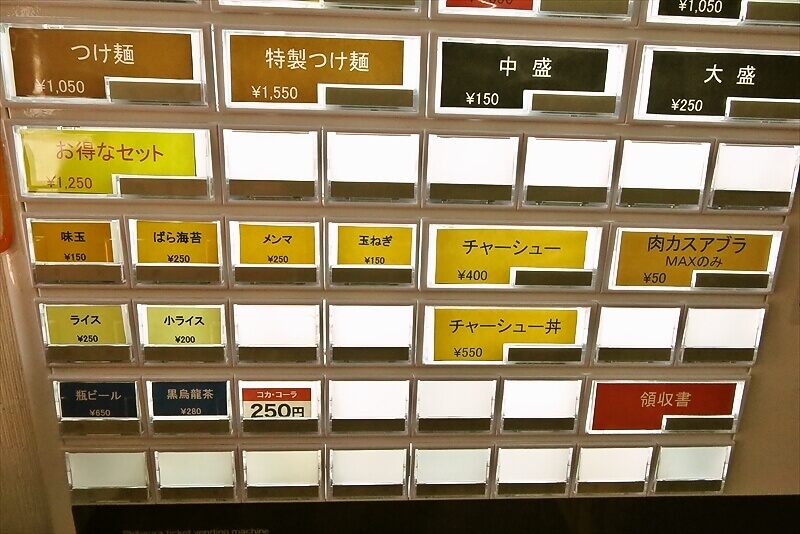 ¥1,050
つけ麺
¥1,050
特製つけ麺
¥1,550
中盛
¥150
大盛
¥250
お得なセット
¥1,250
味玉
¥150
ばら海苔
¥250
メンマ
¥250
玉ねぎ
¥150
チャーシュー
¥400
肉カスアブラ
MAXのみ
¥50
ライス
¥250
小ライス
¥200
チャーシュー丼
¥550
瓶ビール
¥650
黒烏龍茶
¥280
コカ・コーラ
250円
領収書
ticket vending machine